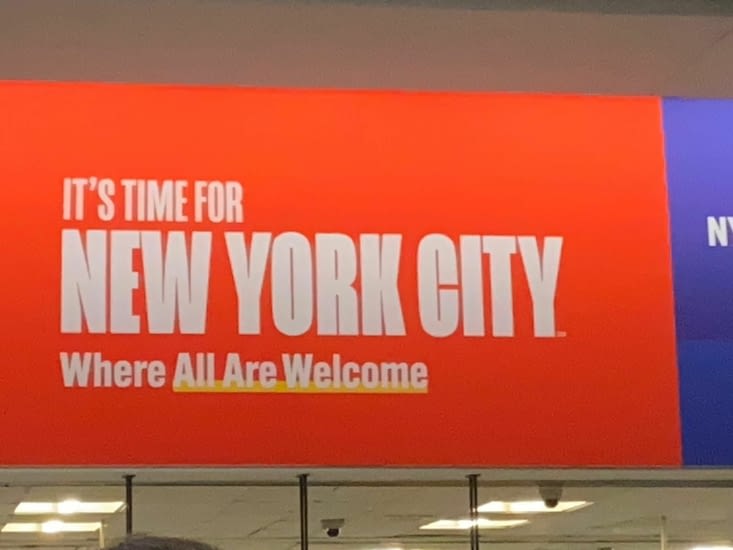 IT'S TIME FOR
NEW YORK CITY
Where All Are Welcome